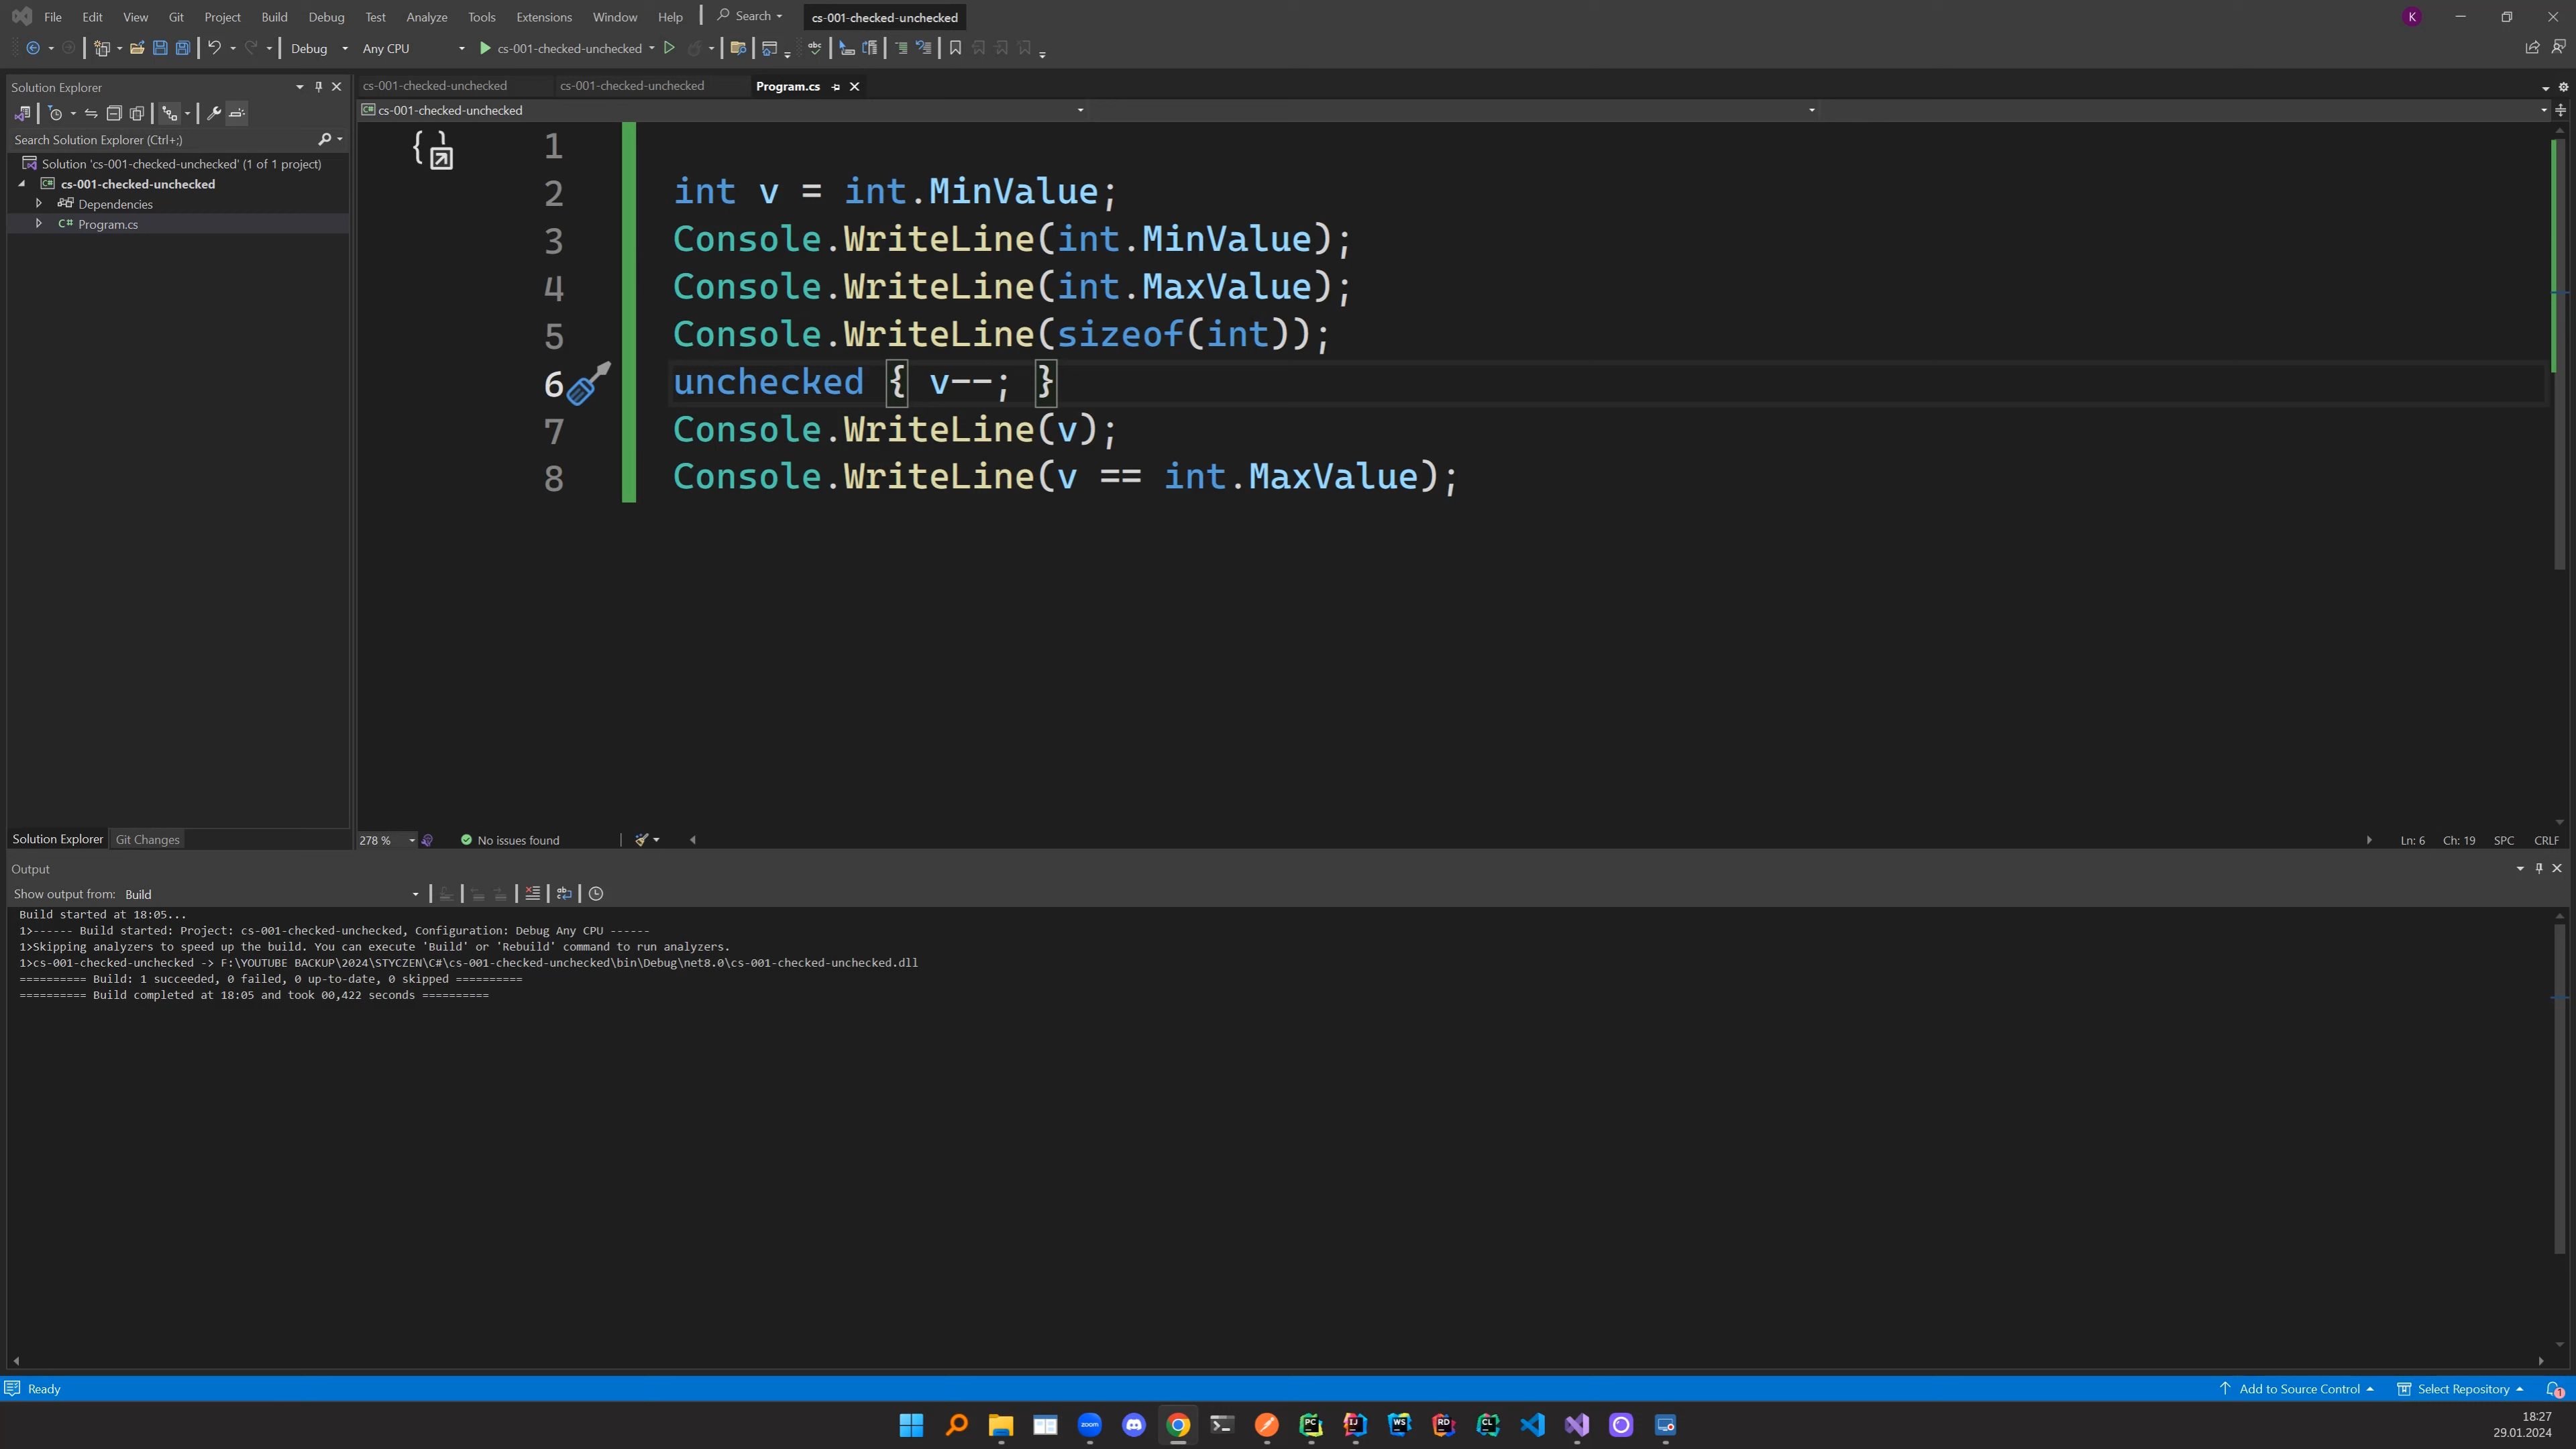 File Edit View Git Project Build Debug Test Analyze Tools Extensions Window Help Search cs-001-checked-unchecked K
Debug Any CPU cs-001-checked-unchecked
Solution Explorer
Search Solution Explorer (Ctrl+;)
Solution 'cs-001-checked-unchecked' (1 of 1 project)
cs-001-checked-unchecked
Dependencies
C# Program.cs
Solution Explorer Git Changes
cs-001-checked-unchecked cs-001-checked-unchecked Program.cs
C# cs-001-checked-unchecked
1
2 int v = int.MinValue;
3 Console.WriteLine(int.MinValue);
4 Console.WriteLine(int.MaxValue);
5 Console.WriteLine(sizeof(int));
6 unchecked { v--; }
7 Console.WriteLine(v);
8 Console.WriteLine(v == int.MaxValue);
278 % No issues found Ln: 6 Ch: 19 SPC CRLF
Output
Show output from: Build
Build started at 18:05...
1>------ Build started: Project: cs-001-checked-unchecked, Configuration: Debug Any CPU ------
1>Skipping analyzers to speed up the build. You can execute 'Build' or 'Rebuild' command to run analyzers.
1>cs-001-checked-unchecked -> F:\YOUTUBE BACKUP\2024\STYCZEN\C#\cs-001-checked-unchecked\bin\Debug\net8.0\cs-001-checked-unchecked.dll
========== Build: 1 succeeded, 0 failed, 0 up-to-date, 0 skipped ==========
========== Build completed at 18:05 and took 00,422 seconds ==========
Ready Add to Source Control Select Repository 1
zoom PC IJ WS RD CL
18:27
29.01.2024